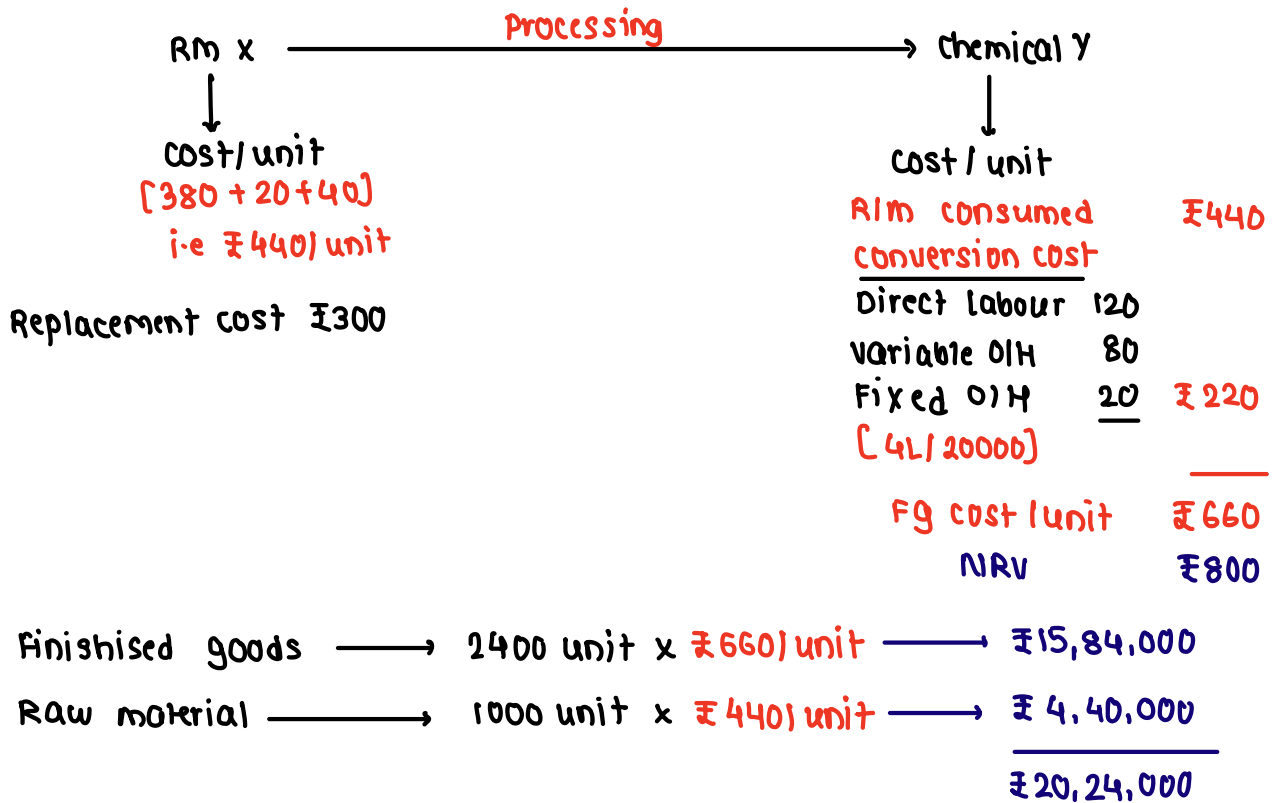 Processing
Rm x → Chemical Y
cost/unit
[380 + 20 + 40]
i.e ₹440/unit
Replacement cost ₹300
cost/unit
R/m consumed ₹440
conversion cost
Direct labour 120
variable O/H 80
Fixed O/H 20 ₹220
[4L/20000]
Fg cost/unit ₹660
NRV ₹800
Finishised goods → 2400 unit x ₹660/unit → ₹15,84,000
Raw material → 1000 unit x ₹440/unit → ₹4,40,000
₹20,24,000